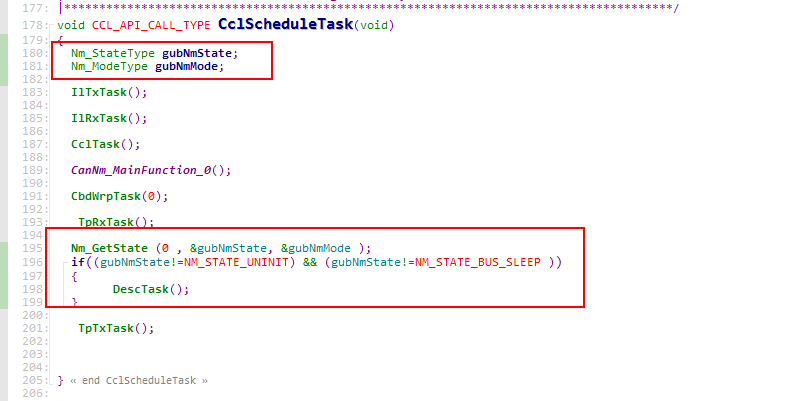 177: |**************************************************************************************/
178: void CCL_API_CALL_TYPE CclScheduleTask(void)
179: {
180: Nm_StateType gubNmState;
181: Nm_ModeType gubNmMode;
182:
183: IlTxTask();
184:
185: IlRxTask();
186:
187: CclTask();
188:
189: CanNm_MainFunction_0();
190:
191: CbdWrpTask(0);
192:
193: TpRxTask();
194:
195: Nm_GetState (0 , &gubNmState, &gubNmMode );
196: if((gubNmState!=NM_STATE_UNINIT) && (gubNmState!=NM_STATE_BUS_SLEEP ))
197: {
198: DescTask();
199: }
200:
201: TpTxTask();
202:
203:
204:
205: } « end CclScheduleTask »
206: